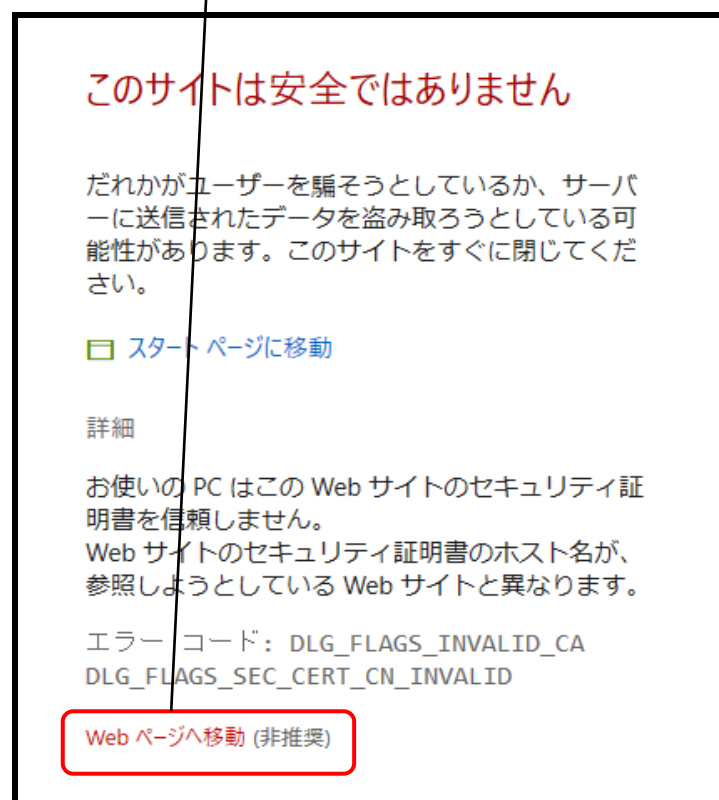 このサイトは安全ではありません
だれかがユーザーを騙そうとしているか、サーバ
ーに送信されたデータを盗み取ろうとしている可
能性があります。このサイトをすぐに閉じてくだ
さい。
スタート ページに移動
詳細
お使いの PC はこの Web サイトのセキュリティ証
明書を信頼しません。
Web サイトのセキュリティ証明書のホスト名が、
参照しようとしている Web サイトと異なります。
エラー コード: DLG_FLAGS_INVALID_CA
DLG_FLAGS_SEC_CERT_CN_INVALID
Web ページへ移動 (非推奨)